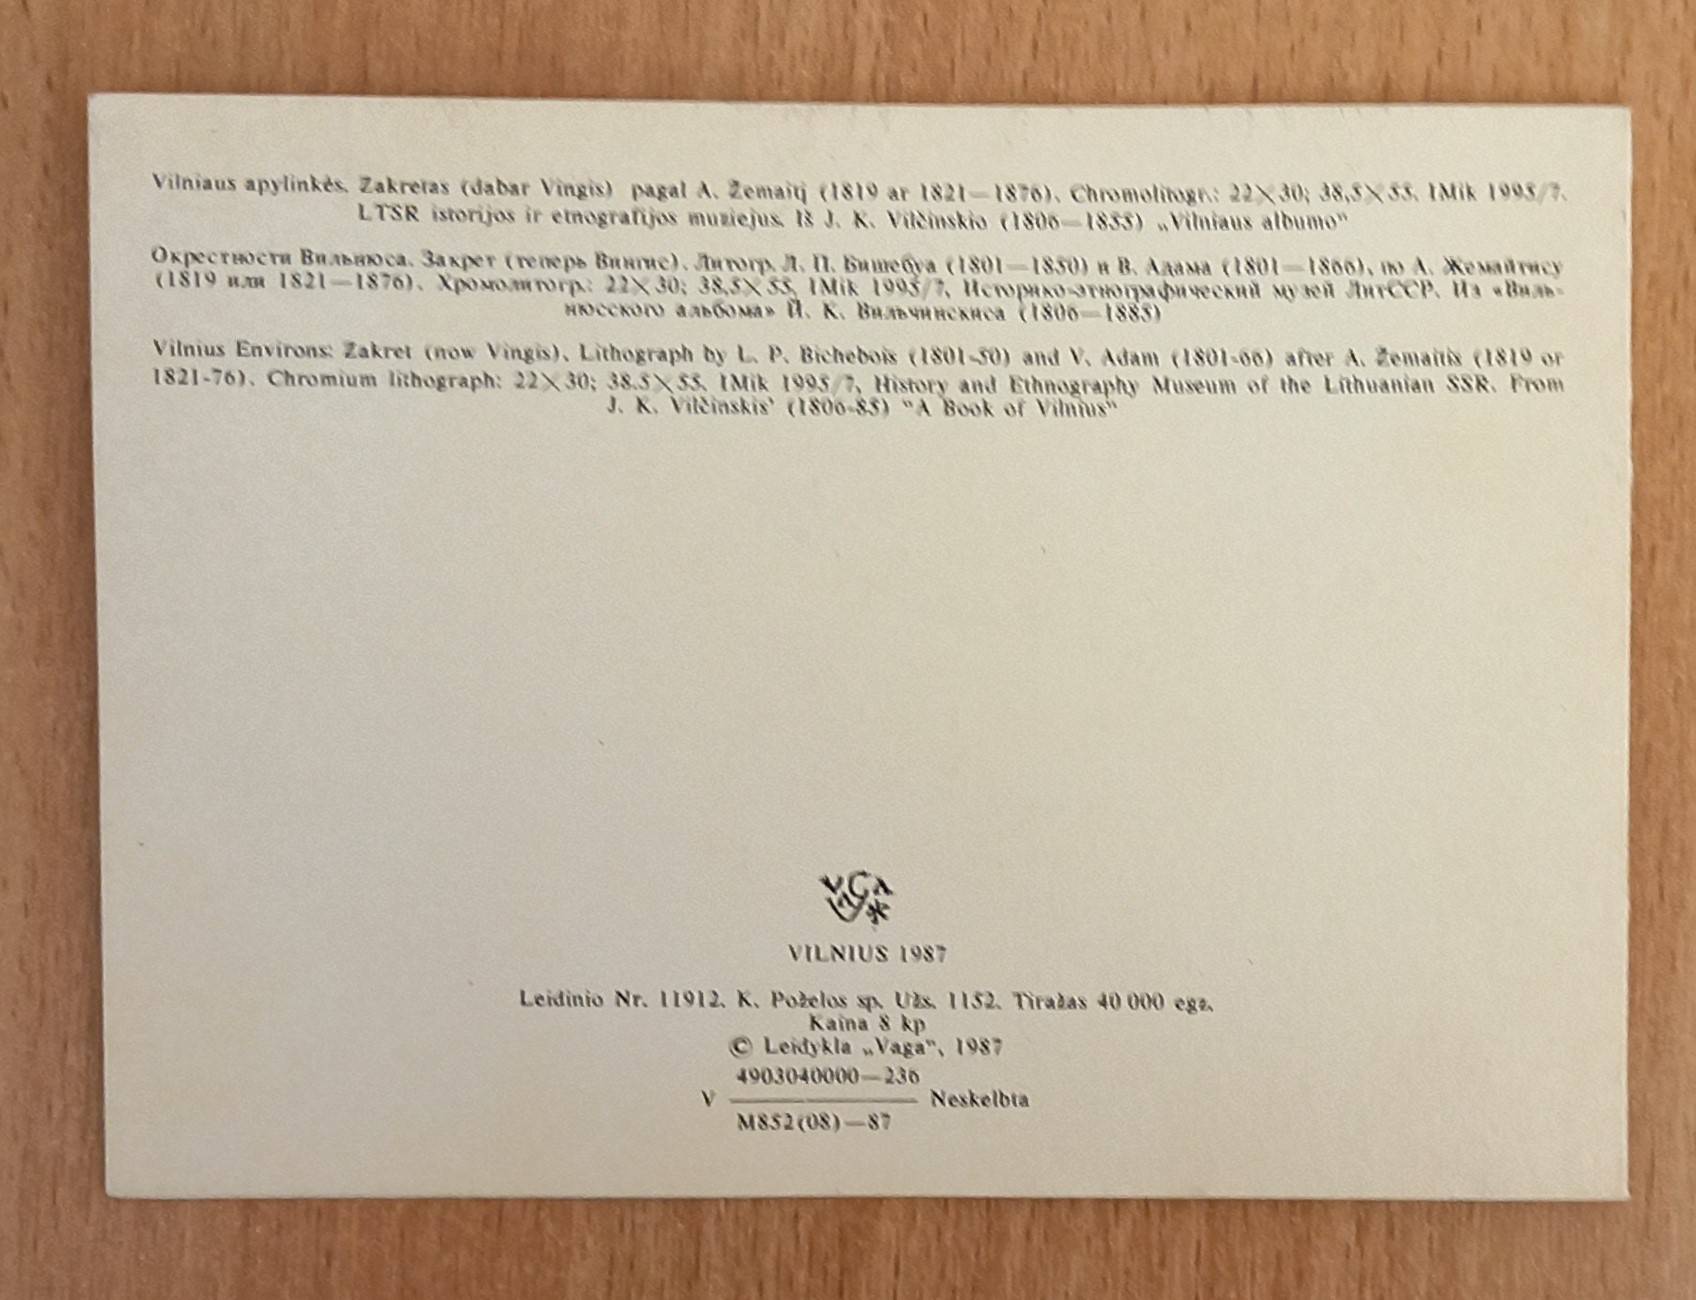 Vilniaus apylinkės. Zakretas (dabar Vingis) pagal A. Žemaitį (1819 ar 1821—1876). Chromolitogr.: 22×30; 38,5×55. IMik 1995/7.
LTSR istorijos ir etnografijos muziejus. Iš J. K. Vilčinskio (1806—1885) „Vilniaus albumo“
Окрестности Вильнюса. Закрет (теперь Вингис). Литогр. Л. П. Бишебуа (1801—1850) и В. Адама (1801—1866), по А. Жемайтису
(1819 или 1821—1876). Хромолитогр.: 22×30; 38,5×55, IMik 1995/7, Историко-этнографический музей ЛитССР. Из «Виль-
нюсского альбома» Й. К. Вильчинскиса (1806—1885)
Vilnius Environs: Zakret (now Vingis). Lithograph by L. P. Bichebois (1801-50) and V. Adam (1801-66) after A. Žemaitis (1819 or
1821-76). Chromium lithograph: 22×30; 38.5×55. IMik 1995/7, History and Ethnography Museum of the Lithuanian SSR. From
J. K. Vilčinskis' (1806-85) "A Book of Vilnius"
VAGA
VILNIUS 1987
Leidinio Nr. 11912. K. Poželos sp. Užs. 1152. Tiražas 40 000 egz.
Kaina 8 kp
© Leidykla „Vaga“, 1987
4903040000—236
V Neskelbta
M852(08)—87